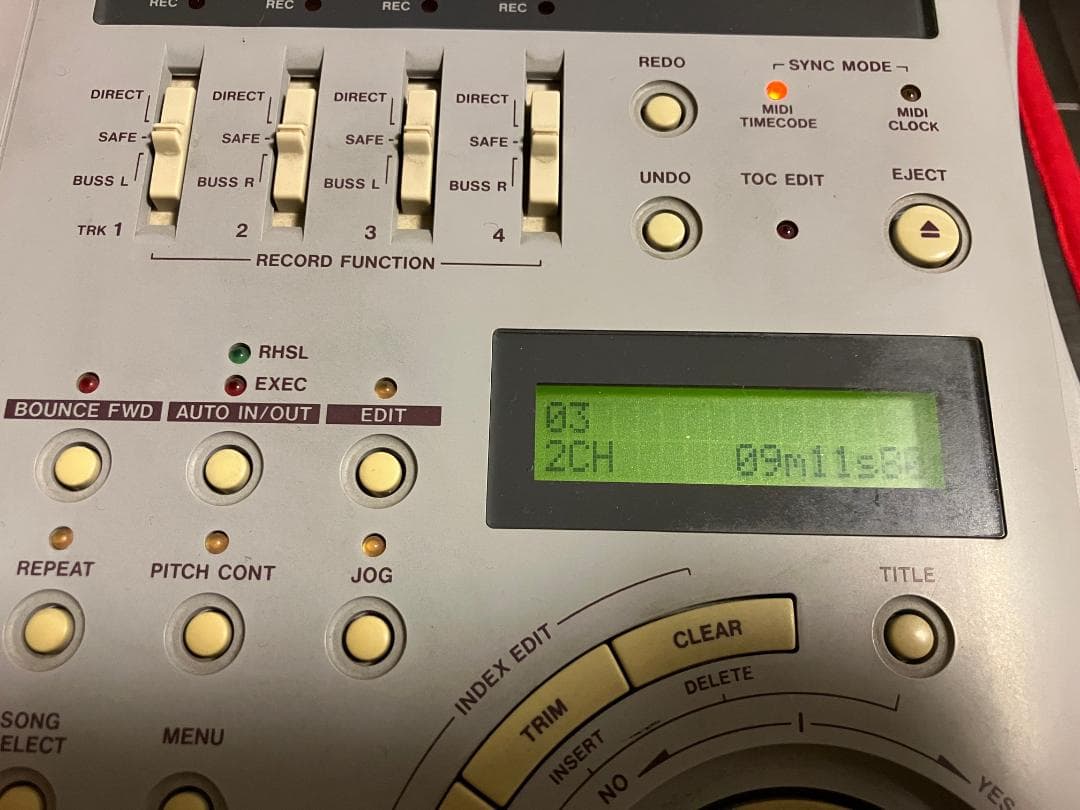 REC REC REC REC
REDO
SYNC MODE
MIDI TIMECODE
MIDI CLOCK
DIRECT DIRECT DIRECT DIRECT
SAFE SAFE SAFE SAFE
BUSS L BUSS R BUSS L BUSS R
TRK 1 2 3 4
RECORD FUNCTION
UNDO
TOC EDIT
EJECT
RHSL
EXEC
BOUNCE FWD AUTO IN/OUT EDIT
03
2CH 09m11s
REPEAT PITCH CONT JOG
TITLE
INDEX EDIT
CLEAR
TRIM
DELETE
INSERT
NO
YES
SONG
ELECT
MENU